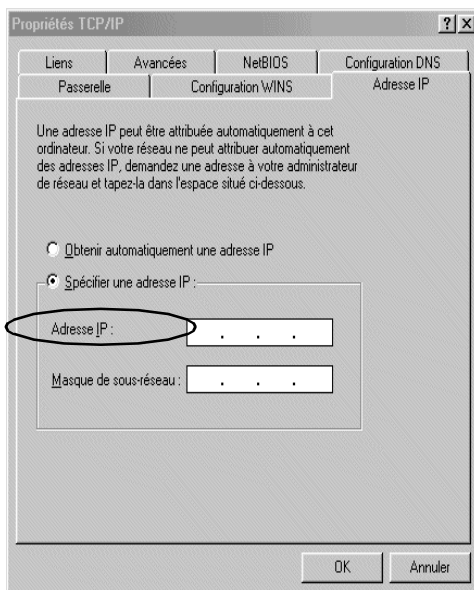 Propriétés TCP/IP
? X
Liens Avancées NetBIOS Configuration DNS
Passerelle Configuration WINS Adresse IP
Une adresse IP peut être attribuée automatiquement à cet
ordinateur. Si votre réseau ne peut attribuer automatiquement
des adresses IP, demandez une adresse à votre administrateur
de réseau et tapez-la dans l'espace situé ci-dessous.
Obtenir automatiquement une adresse IP
Spécifier une adresse IP :
Adresse IP : . . .
Masque de sous-réseau : . . .
OK Annuler